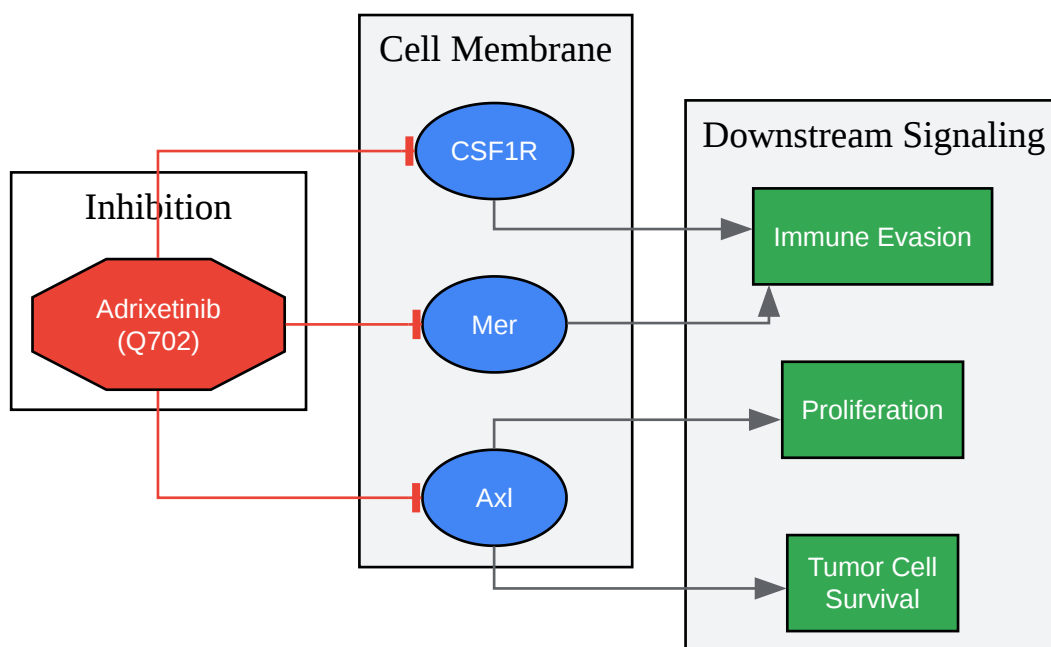 Cell Membrane
CSF1R
Downstream Signaling
Inhibition
Immune Evasion
Adrixetinib
(Q702)
Mer
Proliferation
Axl
Tumor Cell
Survival